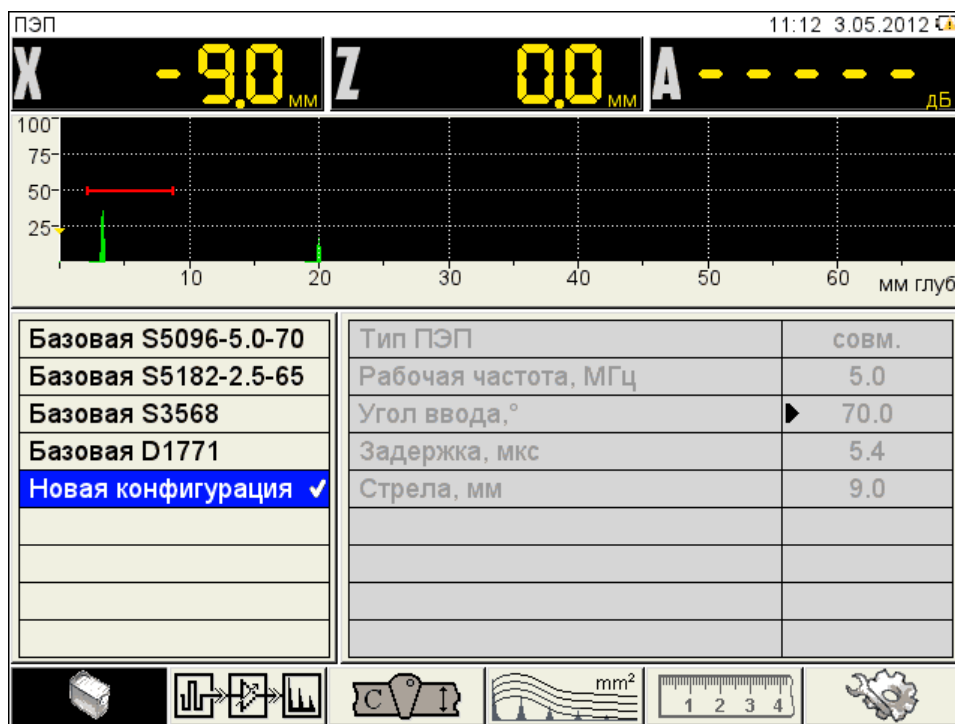 ПЭП 11:12 3.05.2012
X -9.0 мм Z 0.0 мм A ----- дБ
100
75
50
25
10 20 30 40 50 60 мм глуб
Базовая S5096-5.0-70
Базовая S5182-2.5-65
Базовая S3568
Базовая D1771
Новая конфигурация ✓
Тип ПЭП совм.
Рабочая частота, МГц 5.0
Угол ввода,° 70.0
Задержка, мкс 5.4
Стрела, мм 9.0
C
mm²
1 2 3 4